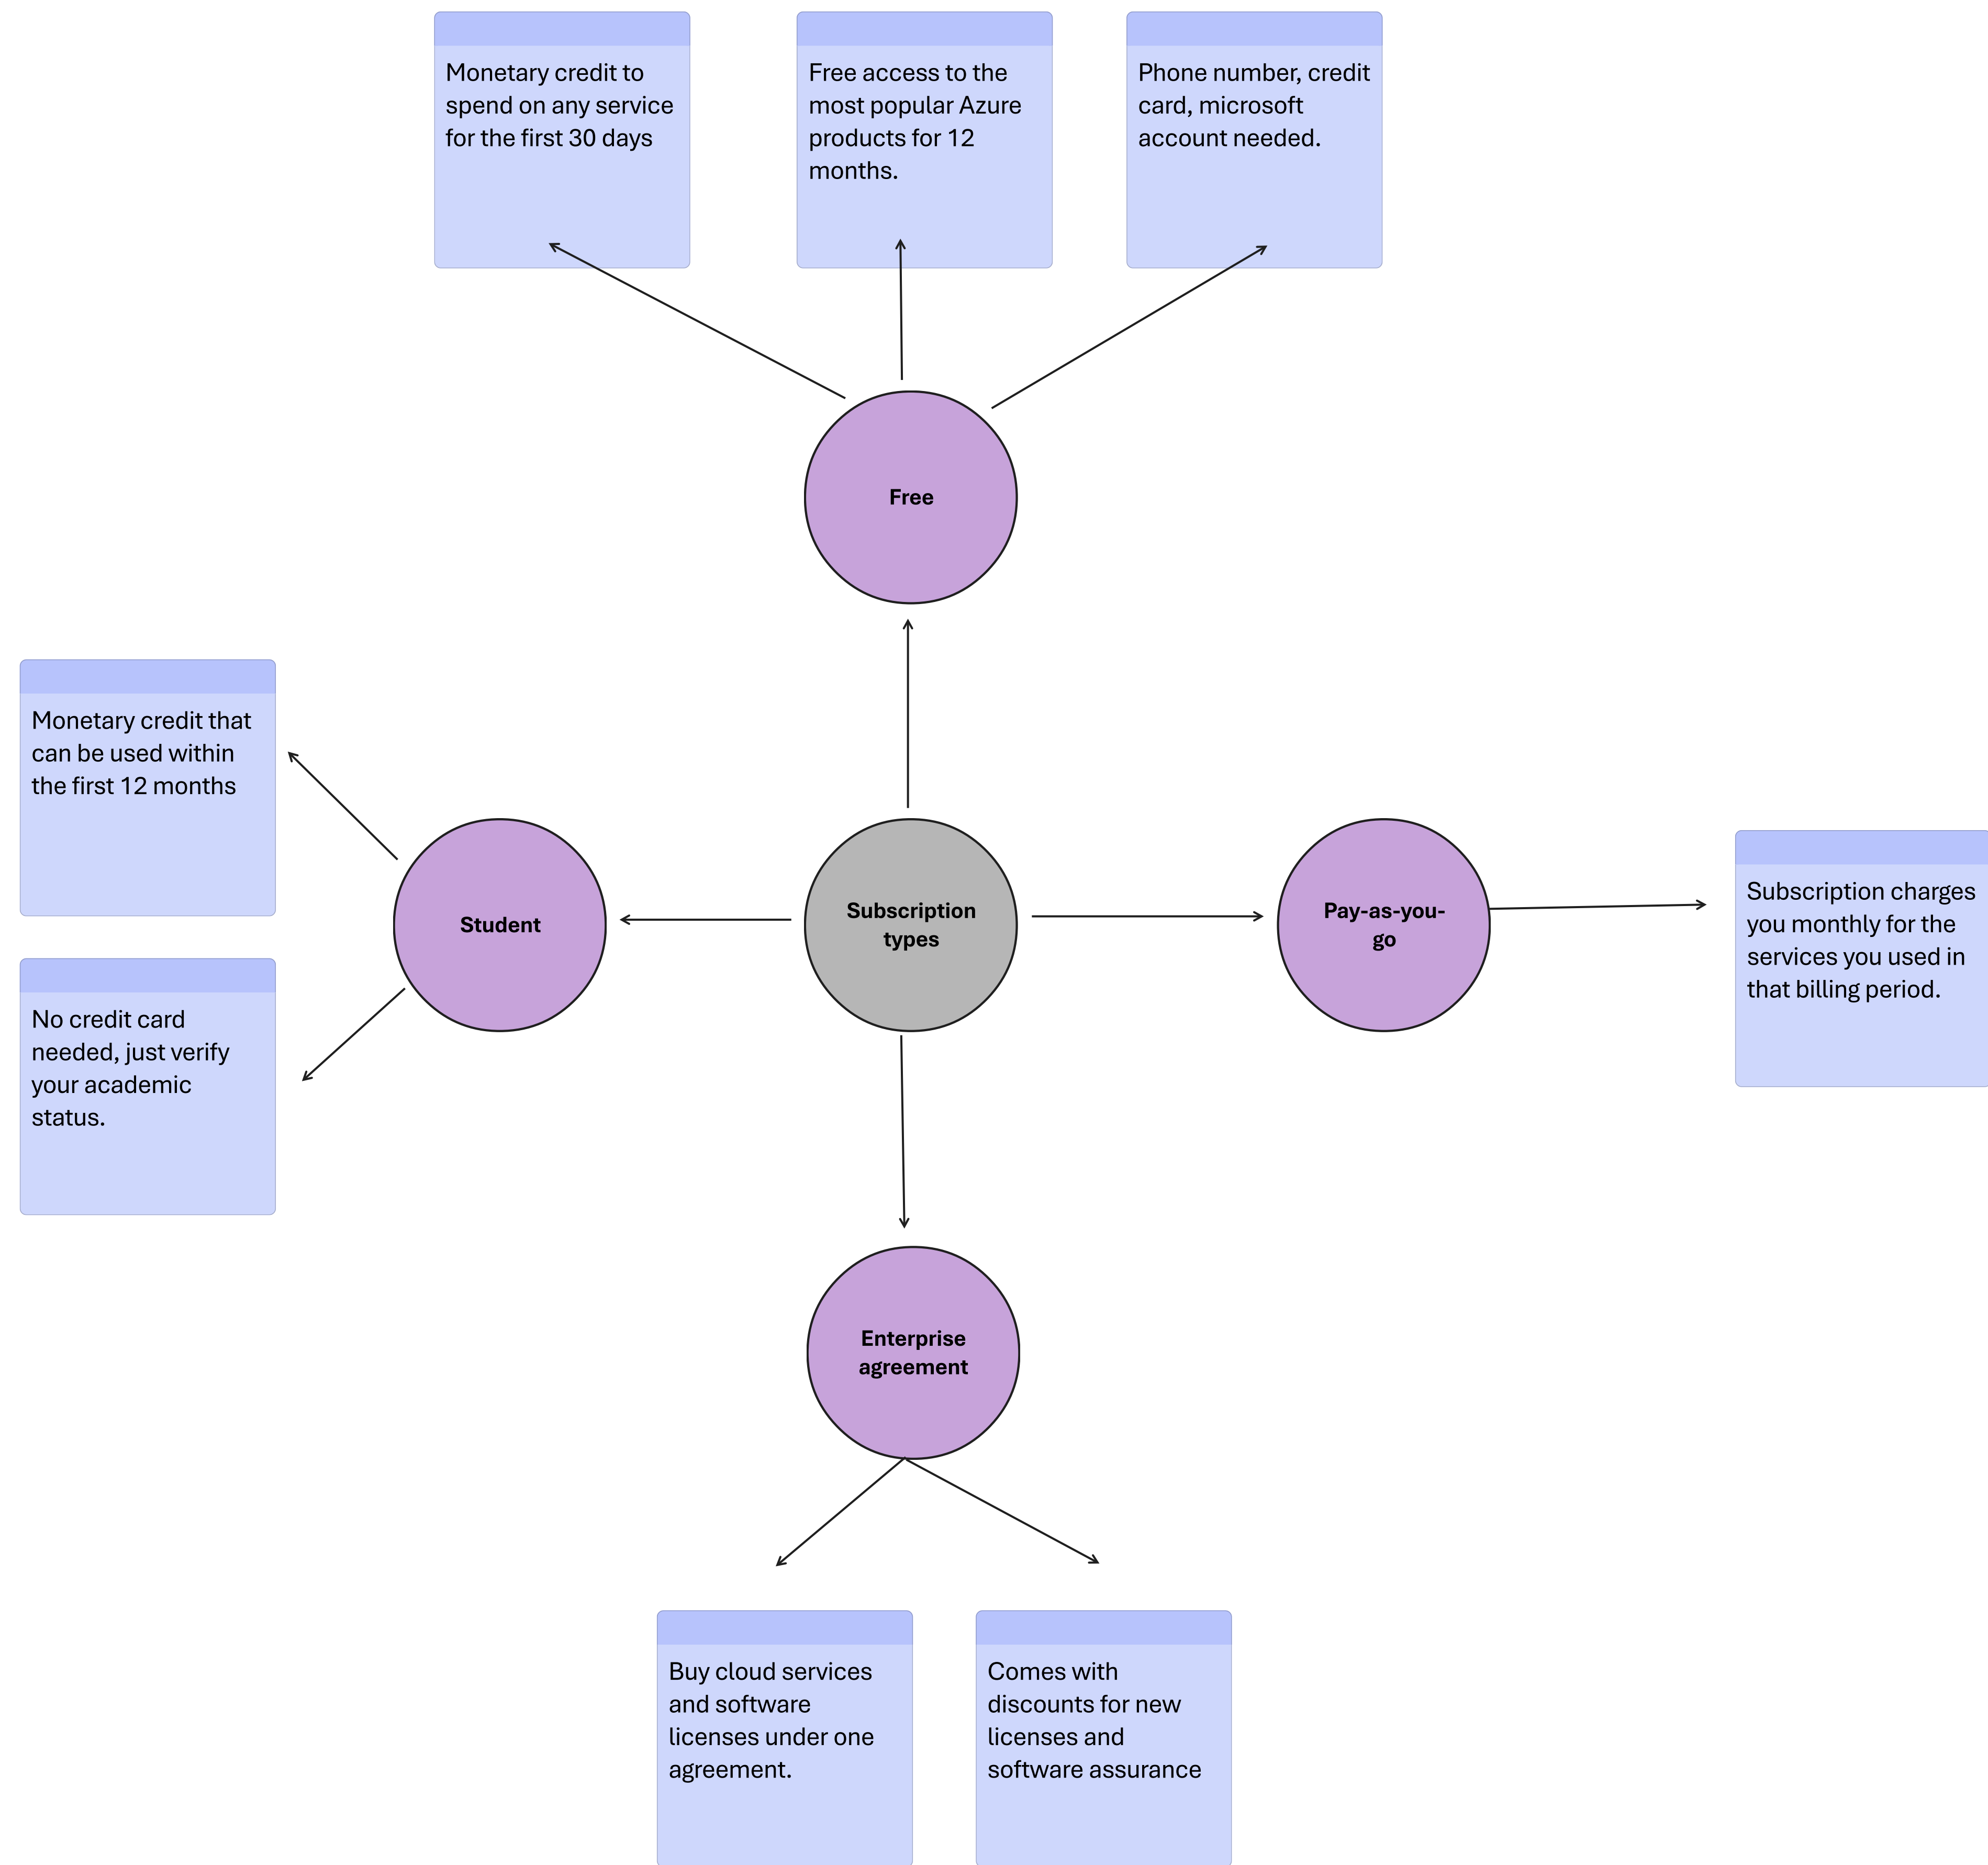 Monetary credit to
spend on any service
for the first 30 days
Free access to the
most popular Azure
products for 12
months.
Phone number, credit
card, microsoft
account needed.
Free
Monetary credit that
can be used within
the first 12 months
No credit card
needed, just verify
your academic
status.
Student
Subscription
types
Pay-as-you-
go
Subscription charges
you monthly for the
services you used in
that billing period.
Enterprise
agreement
Buy cloud services
and software
licenses under one
agreement.
Comes with
discounts for new
licenses and
software assurance